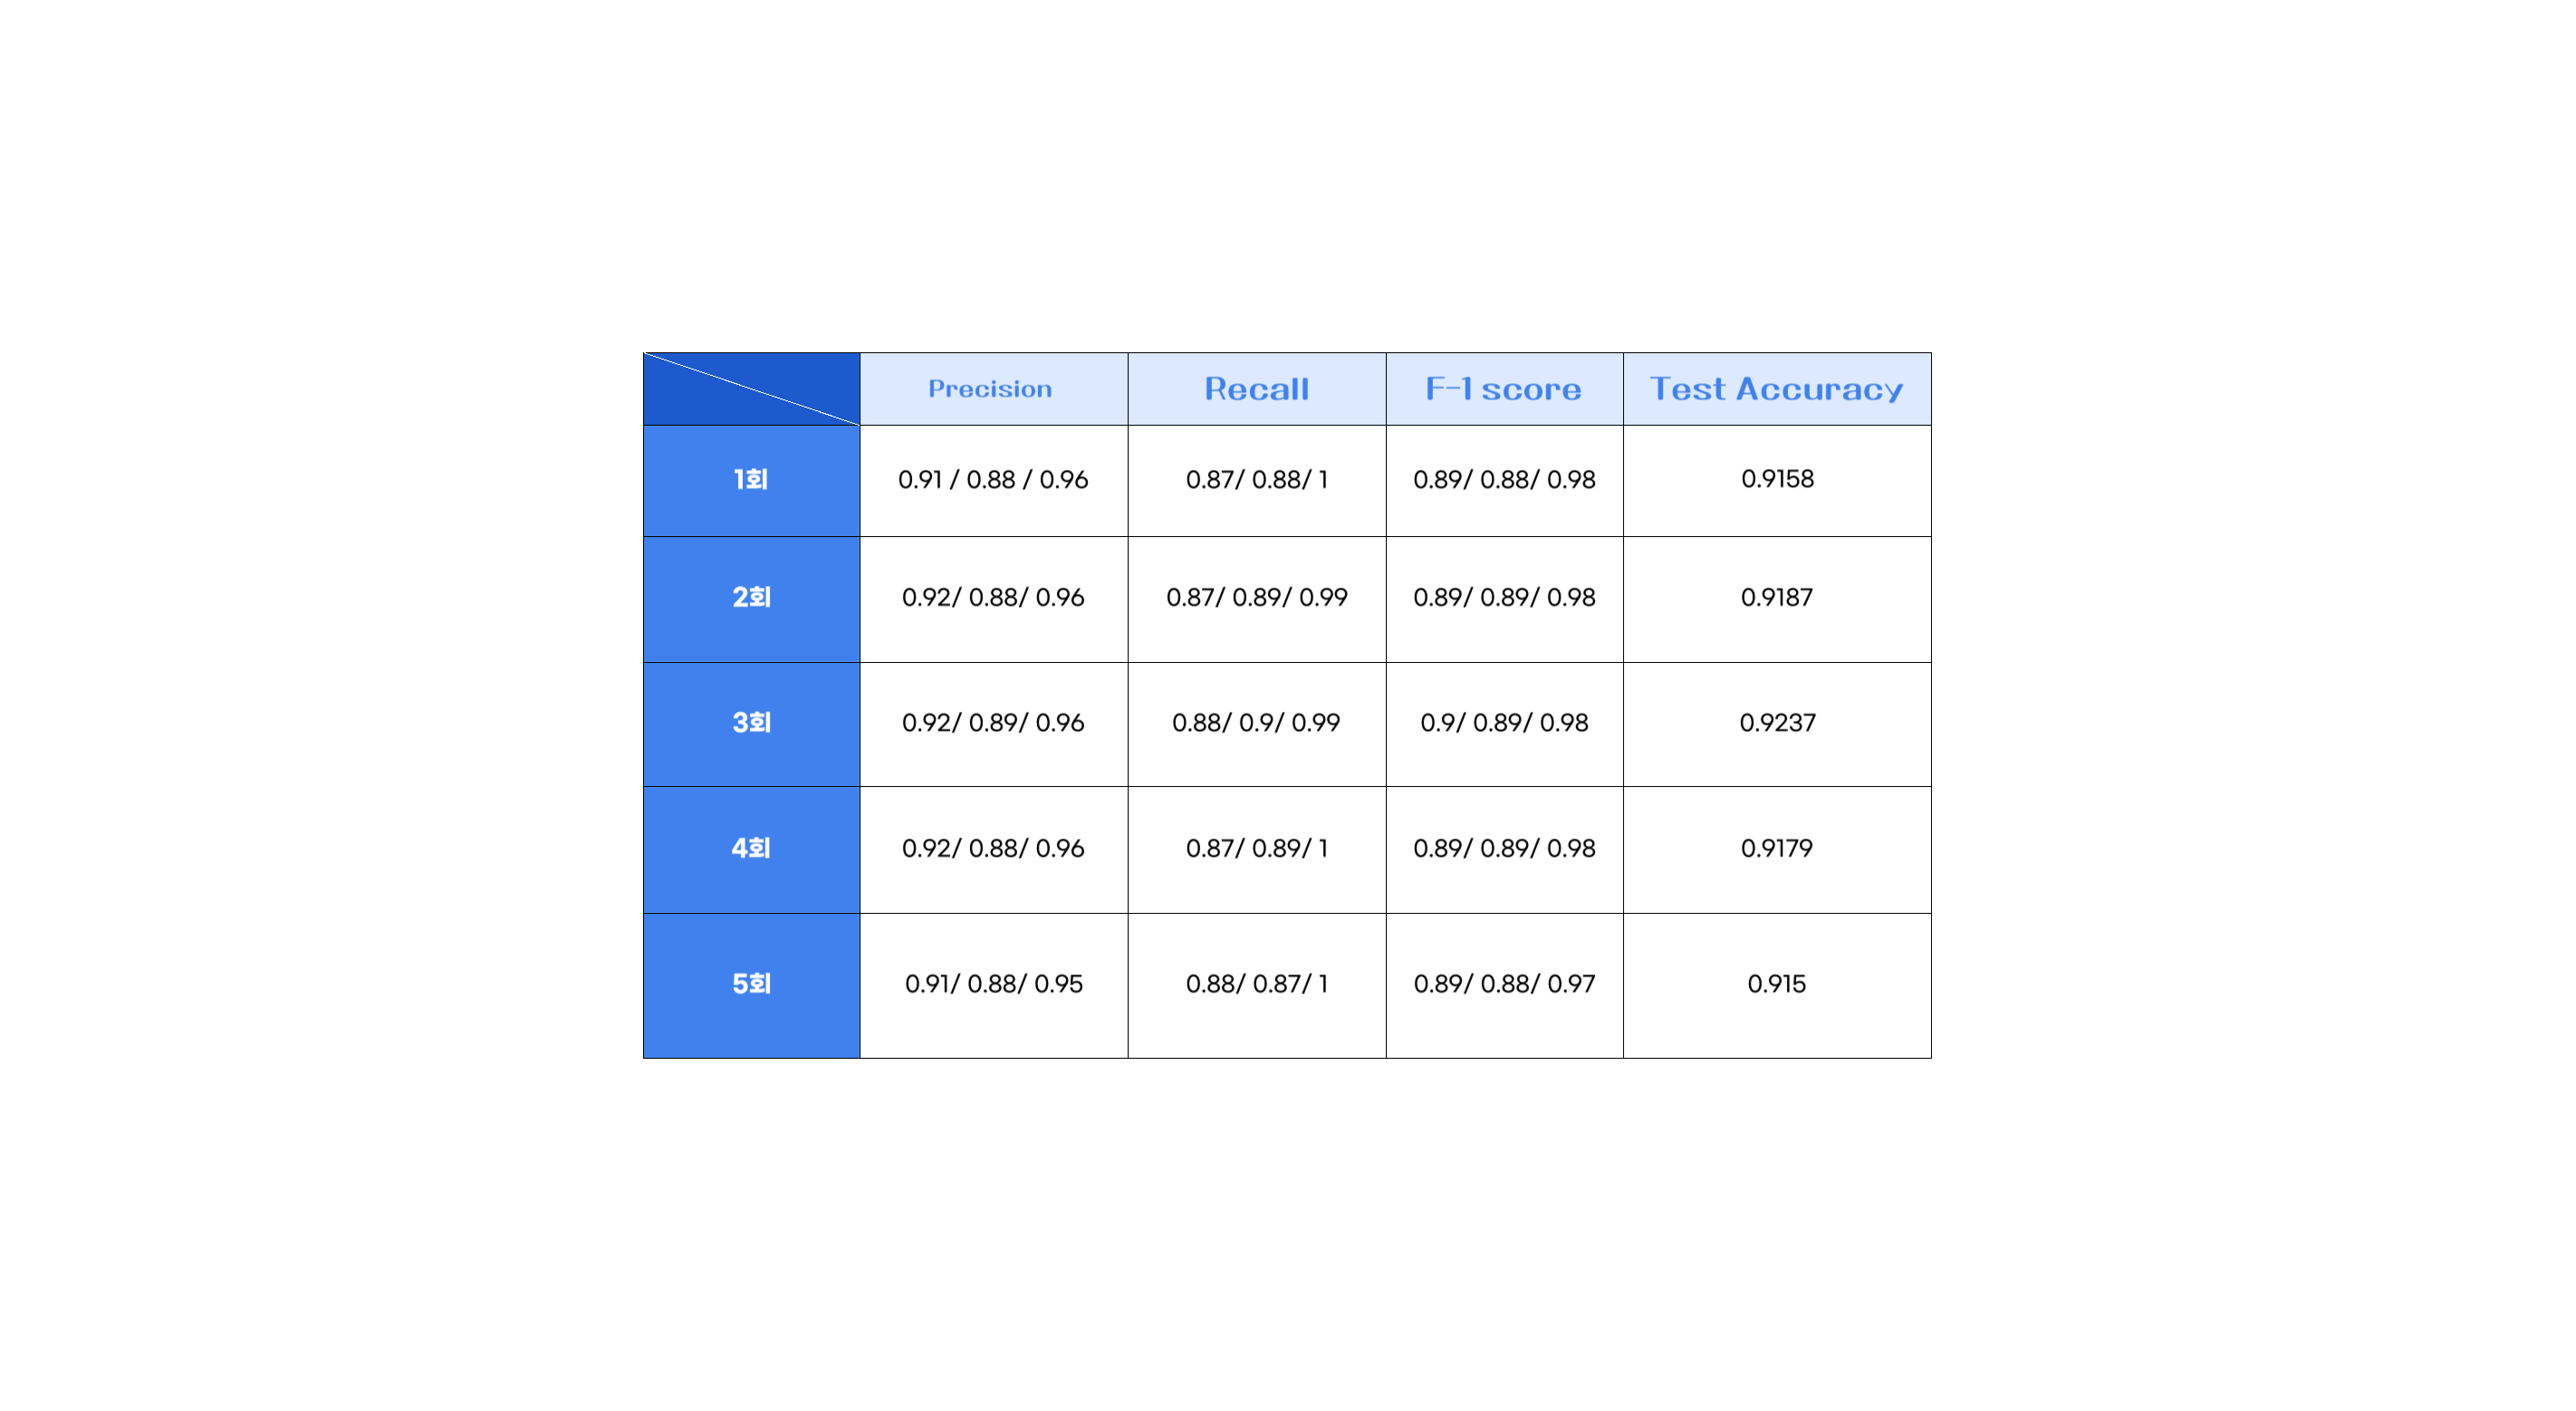 Precision Recall F-1 score Test Accuracy
1회 0.91 / 0.88 / 0.96 0.87/ 0.88/ 1 0.89/ 0.88/ 0.98 0.9158
2회 0.92/ 0.88/ 0.96 0.87/ 0.89/ 0.99 0.89/ 0.89/ 0.98 0.9187
3회 0.92/ 0.89/ 0.96 0.88/ 0.9/ 0.99 0.9/ 0.89/ 0.98 0.9237
4회 0.92/ 0.88/ 0.96 0.87/ 0.89/ 1 0.89/ 0.89/ 0.98 0.9179
5회 0.91/ 0.88/ 0.95 0.88/ 0.87/ 1 0.89/ 0.88/ 0.97 0.915